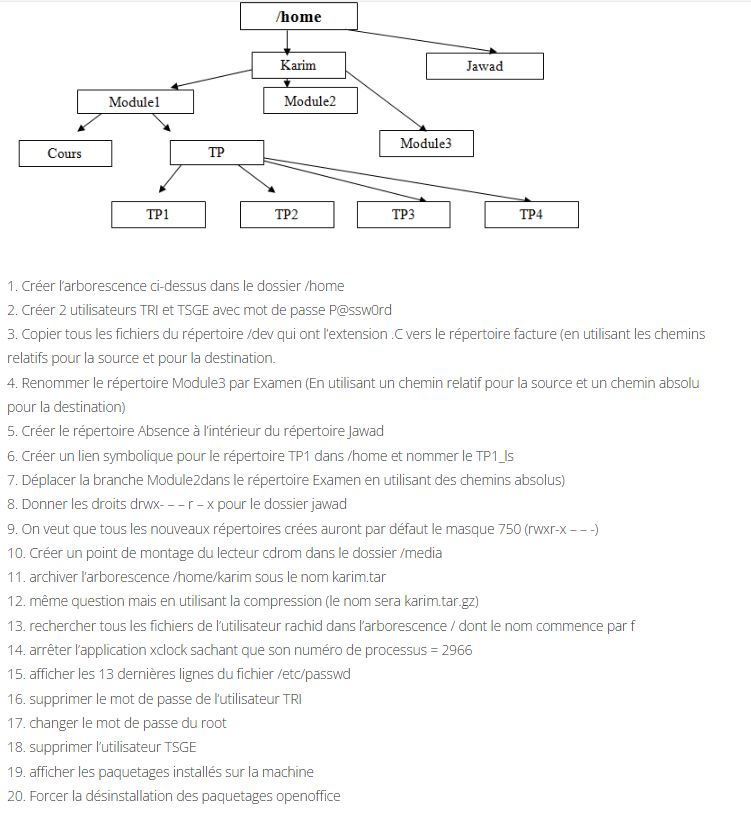 /home
Karim
Jawad
Module1
Module2
Module3
Cours
TP
TP1
TP2
TP3
TP4
1. Créer l'arborescence ci-dessus dans le dossier /home
2. Créer 2 utilisateurs TRI et TSGE avec mot de passe P@ssw0rd
3. Copier tous les fichiers du répertoire /dev qui ont l'extension .C vers le répertoire facture (en utilisant les chemins
relatifs pour la source et pour la destination.
4. Renommer le répertoire Module3 par Examen (En utilisant un chemin relatif pour la source et un chemin absolu
pour la destination)
5. Créer le répertoire Absence à l'intérieur du répertoire Jawad
6. Créer un lien symbolique pour le répertoire TP1 dans /home et nommer le TP1_ls
7. Déplacer la branche Module2dans le répertoire Examen en utilisant des chemins absolus)
8. Donner les droits drwx- – – r – x pour le dossier jawad
9. On veut que tous les nouveaux répertoires crées auront par défaut le masque 750 (rwxr-x – – -)
10. Créer un point de montage du lecteur cdrom dans le dossier /media
11. archiver l'arborescence /home/karim sous le nom karim.tar
12. même question mais en utilisant la compression (le nom sera karim.tar.gz)
13. rechercher tous les fichiers de l'utilisateur rachid dans l'arborescence / dont le nom commence par f
14. arrêter l'application xclock sachant que son numéro de processus = 2966
15. afficher les 13 dernières lignes du fichier /etc/passwd
16. supprimer le mot de passe de l'utilisateur TRI
17. changer le mot de passe du root
18. supprimer l'utilisateur TSGE
19. afficher les paquetages installés sur la machine
20. Forcer la désinstallation des paquetages openoffice